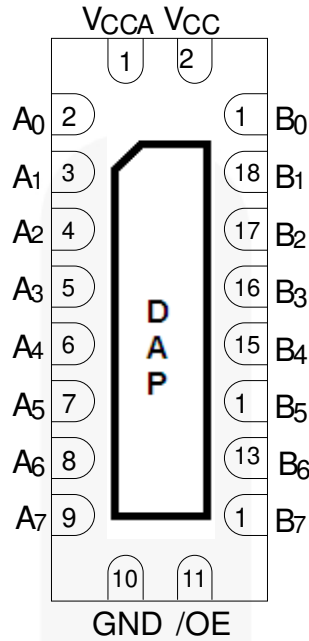 VCCA VCC
1 2
A0 2 1 B0
A1 3 18 B1
A2 4 17 B2
A3 5 16 B3
A4 6 15 B4
A5 7 1 B5
A6 8 13 B6
A7 9 1 B7
D
A
P
10 11
GND /OE